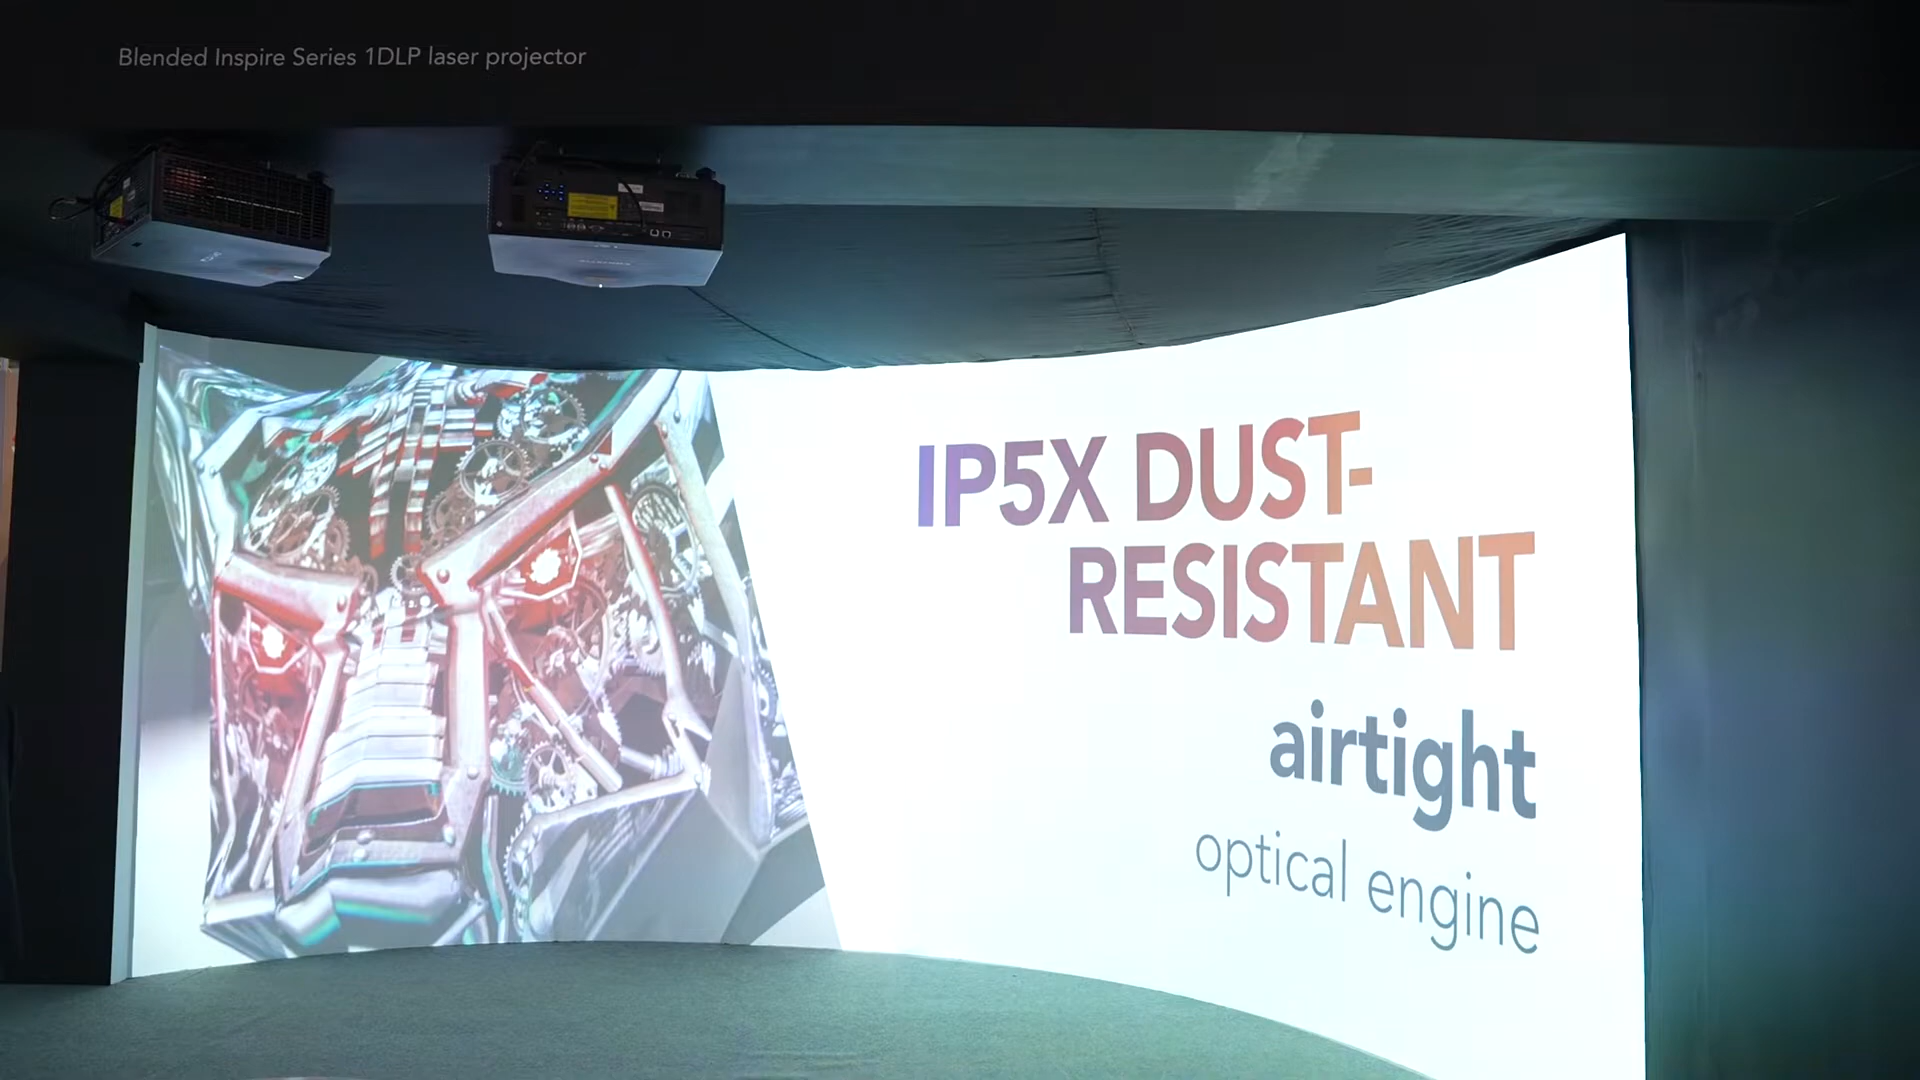 Blended Inspire Series 1DLP laser projector
IP5X DUST-
RESISTANT
airtight
optical engine